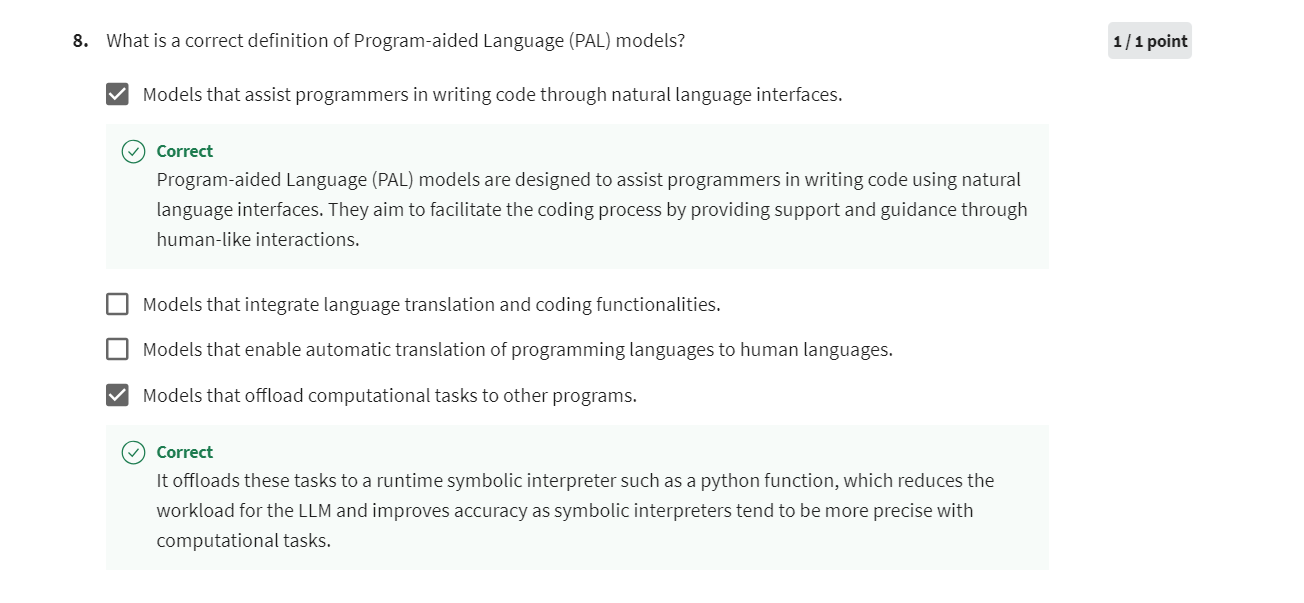 8. What is a correct definition of Program-aided Language (PAL) models?
1 / 1 point
Models that assist programmers in writing code through natural language interfaces.
Correct
Program-aided Language (PAL) models are designed to assist programmers in writing code using natural
language interfaces. They aim to facilitate the coding process by providing support and guidance through
human-like interactions.
Models that integrate language translation and coding functionalities.
Models that enable automatic translation of programming languages to human languages.
Models that offload computational tasks to other programs.
Correct
It offloads these tasks to a runtime symbolic interpreter such as a python function, which reduces the
workload for the LLM and improves accuracy as symbolic interpreters tend to be more precise with
computational tasks.